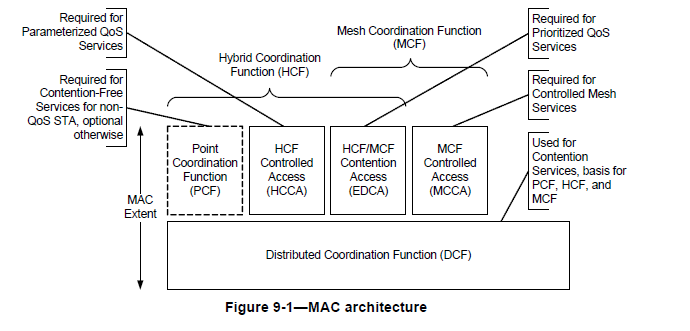 Required for
Parameterized QoS
Services
Mesh Coordination Function
(MCF)
Required for
Prioritized QoS
Services
Hybrid Coordination
Function (HCF)
Required for
Contention-Free
Services for non-
QoS STA, optional
otherwise
Required for
Controlled Mesh
Services
MAC
Extent
Point
Coordination
Function
(PCF)
HCF
Controlled
Access
(HCCA)
HCF/MCF
Contention
Access
(EDCA)
MCF
Controlled
Access
(MCCA)
Used for
Contention
Services, basis for
PCF, HCF, and
MCF
Distributed Coordination Function (DCF)
Figure 9-1—MAC architecture